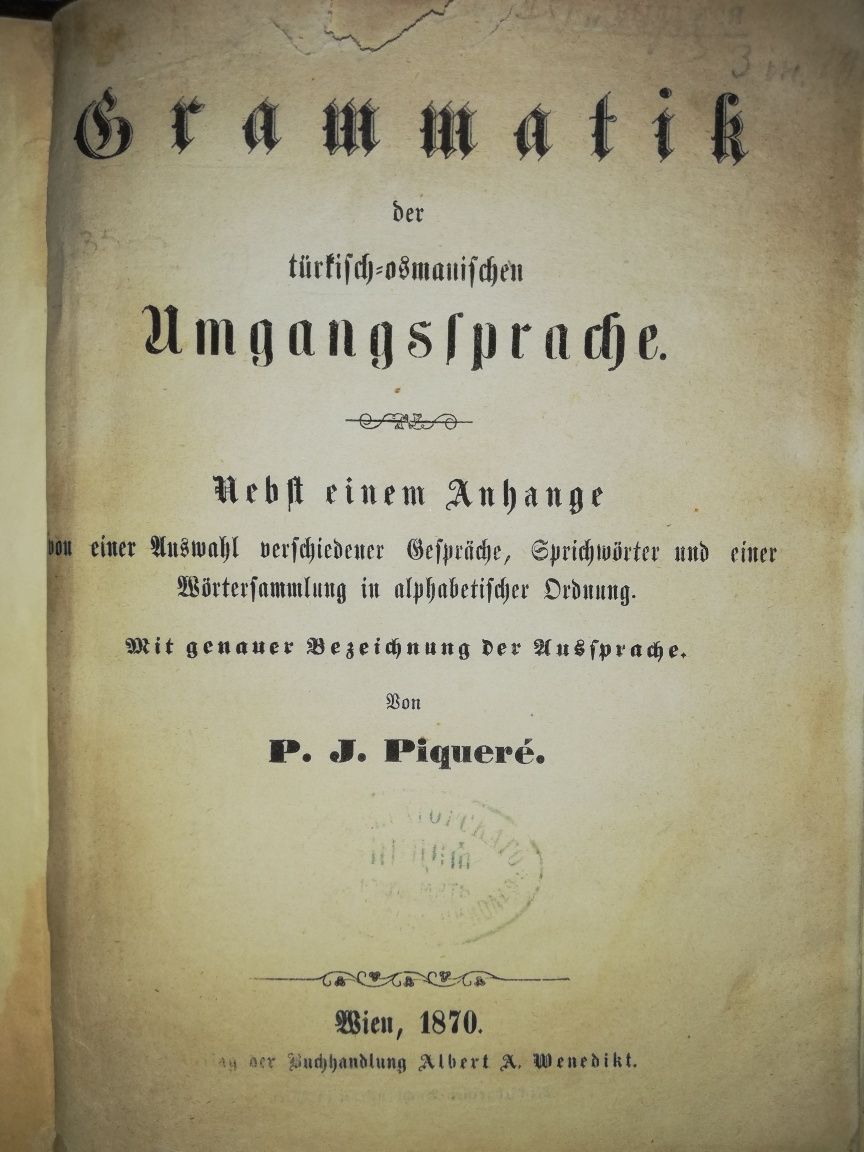 Grammatik
der
türkisch-osmanischen
Umgangssprache.
Nebst einem Anhange
von einer Auswahl verschiedener Gespräche, Sprichwörter und einer
Wörtersammlung in alphabetischer Ordnung.
Mit genauer Bezeichnung der Aussprache.
Von
P. J. Piqueré.
Wien, 1870.
der Buchhandlung Albert A. Wenedikt.